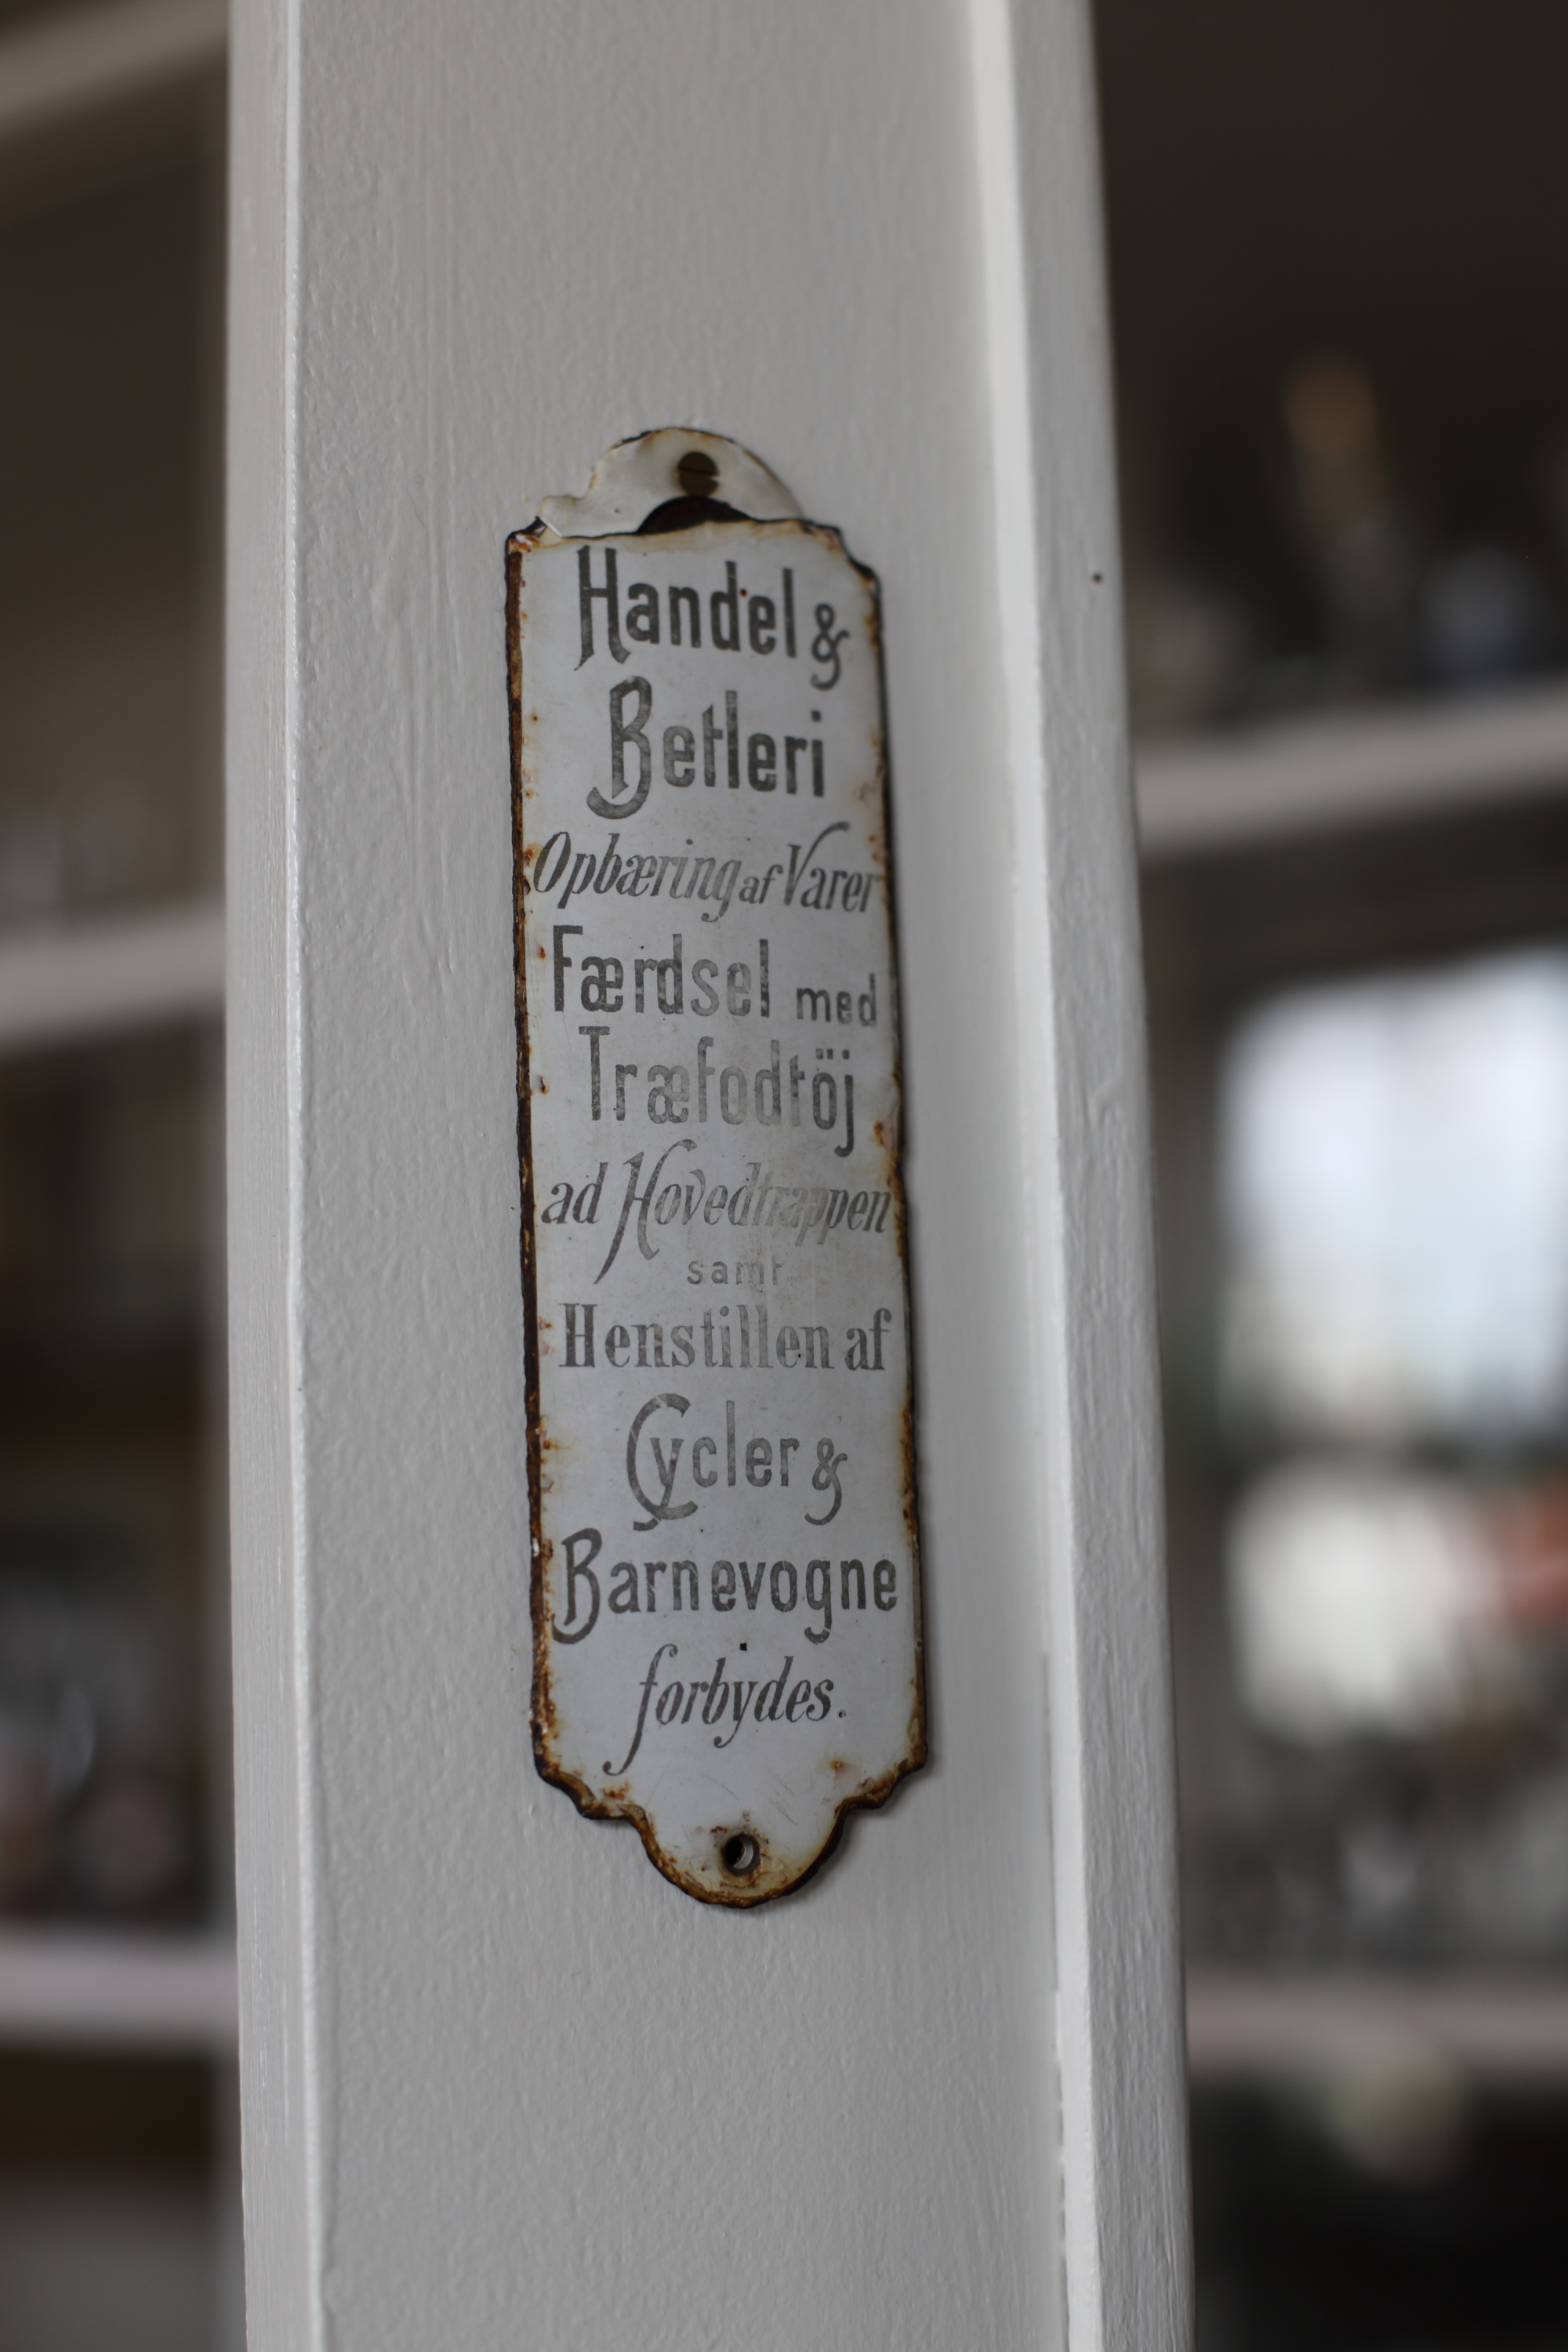 Handel &
Betleri
Opbæring af Varer
Færdsel med
Træfodtöj
ad Hovedtrappen
samt
Henstillen af
Cycler &
Barnevogne
forbydes.